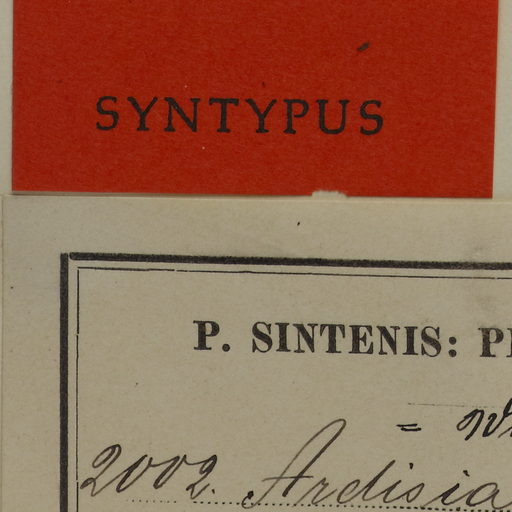 SYNTYPUS
P. SINTENIS:
=
2002. Ardisia